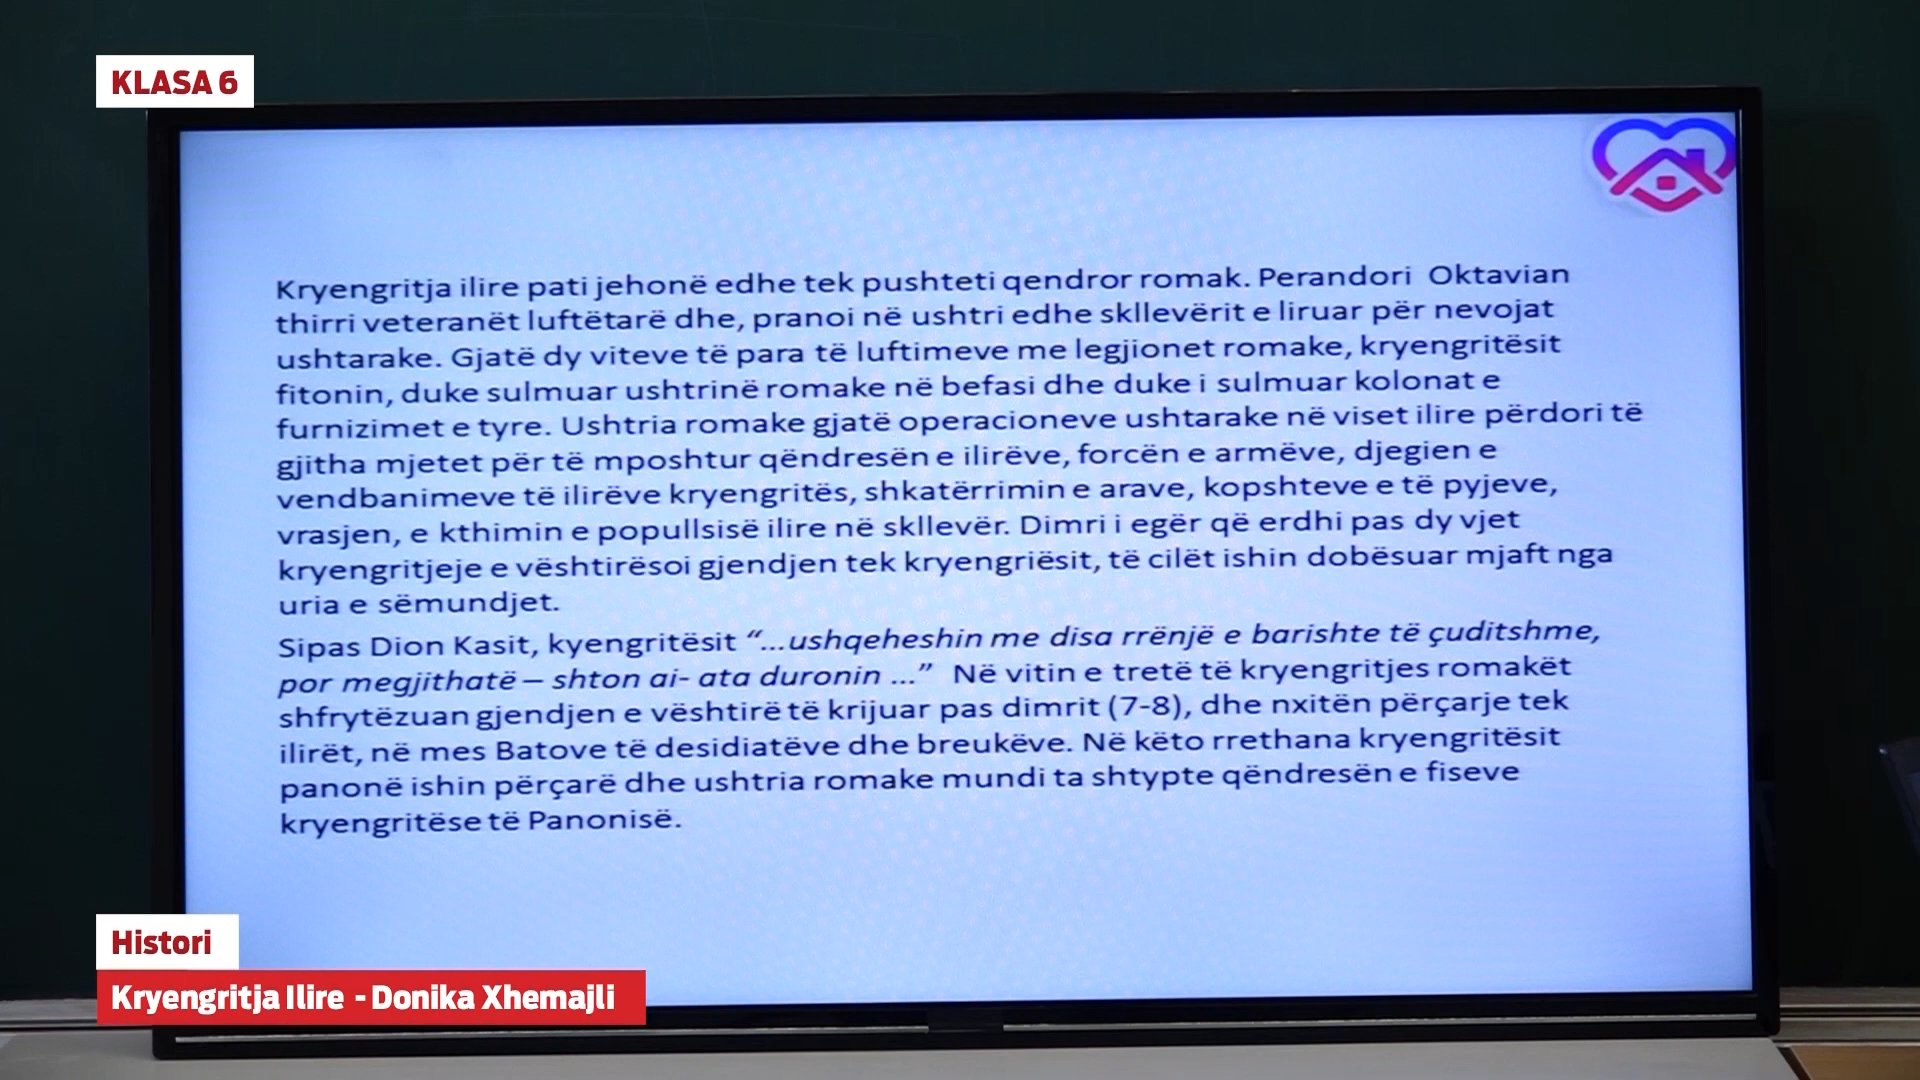 KLASA 6
Kryengritja ilire pati jehonë edhe tek pushteti qendror romak. Perandori Oktavian
thirri veteranët luftëtarë dhe, pranoi në ushtri edhe skllevërit e liruar për nevojat
ushtarake. Gjatë dy viteve të para të luftimeve me legjionet romake, kryengritësit
fitonin, duke sulmuar ushtrinë romake në befasi dhe duke i sulmuar kolonat e
furnizimet e tyre. Ushtria romake gjatë operacioneve ushtarake në viset ilire përdori të
gjitha mjetet për të mposhtur qëndresën e ilirëve, forcën e armëve, djegien e
vendbanimeve të ilirëve kryengritës, shkatërrimin e arave, kopshteve e të pyjeve,
vrasjen, e kthimin e popullsisë ilire në skllevër. Dimri i egër që erdhi pas dy vjet
kryengritjeje e vështirësoi gjendjen tek kryengriësit, të cilët ishin dobësuar mjaft nga
uria e sëmundjet.
Sipas Dion Kasit, kyengritësit “...ushqeheshin me disa rrënjë e barishte të çuditshme,
por megjithatë – shton ai- ata duronin ...” Në vitin e tretë të kryengritjes romakët
shfrytëzuan gjendjen e vështirë të krijuar pas dimrit (7-8), dhe nxitën përçarje tek
ilirët, në mes Batove të desidiatëve dhe breukëve. Në këto rrethana kryengritësit
panonë ishin përçarë dhe ushtria romake mundi ta shtypte qëndresën e fiseve
kryengritëse të Panonisë.
Histori
Kryengritja Ilire - Donika Xhemajli